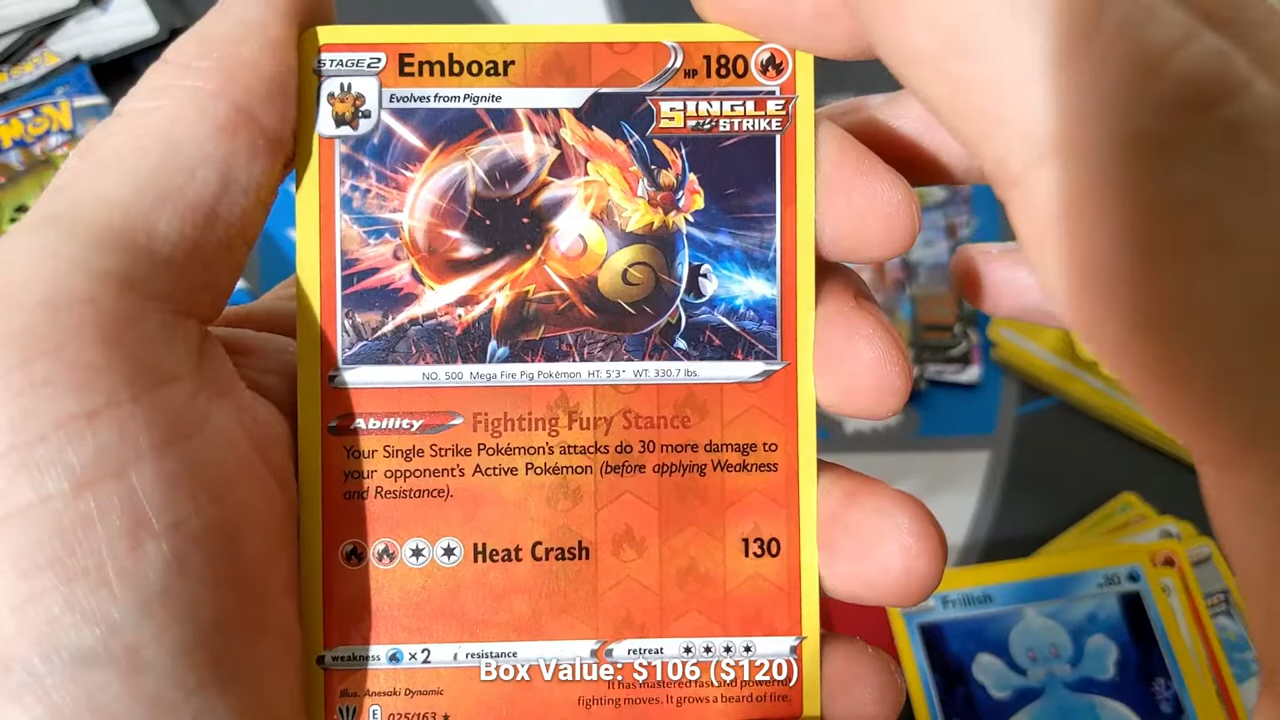 STAGE2
Emboar
HP 180
Evolves from Pignite
SINGLE
STRIKE
MON
NO. 500 Mega Fire Pig Pokémon HT: 5'3" WT: 330.7 lbs.
Ability Fighting Fury Stance
Your Single Strike Pokémon's attacks do 30 more damage to
your opponent's Active Pokémon (before applying Weakness
and Resistance).
Heat Crash 130
weakness ×2 resistance retreat
Box Value: $106 ($120)
It has mastered fast and powerful
fighting moves. It grows a beard of fire.
Illus. Anesaki Dynamic
E 025/163 ★
Frillish